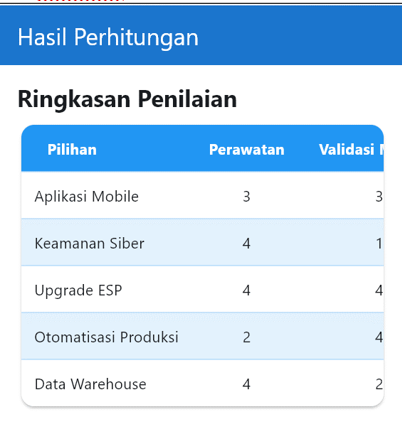 Hasil Perhitungan
Ringkasan Penilaian
Pilihan Perawatan Validasi
Aplikasi Mobile 3 3
Keamanan Siber 4 1
Upgrade ESP 4 4
Otomatisasi Produksi 2 4
Data Warehouse 4 2